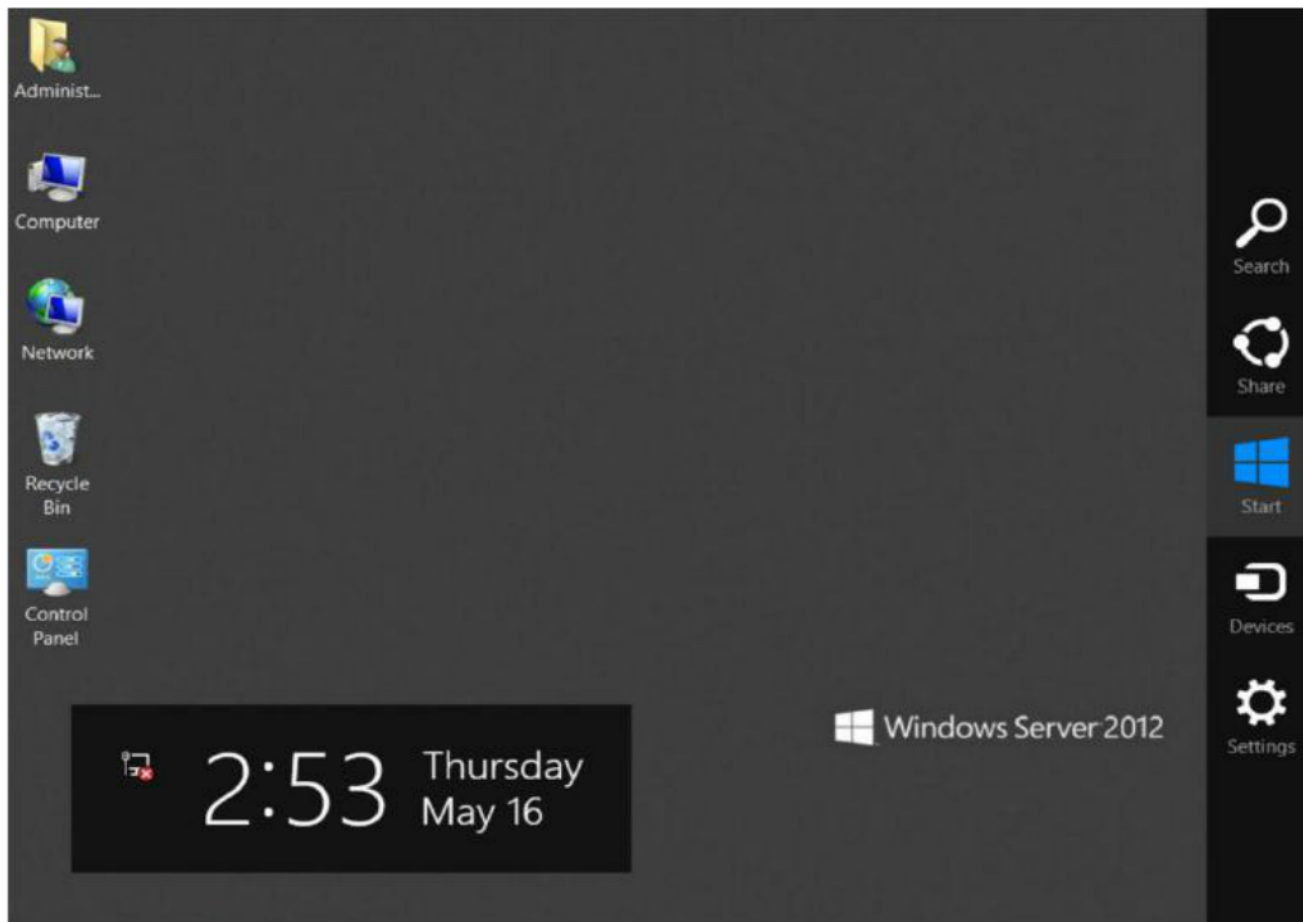 Administ...
Computer
Network
Recycle
Bin
Control
Panel
2:53
Thursday
May 16
Windows Server 2012
Search
Share
Start
Devices
Settings